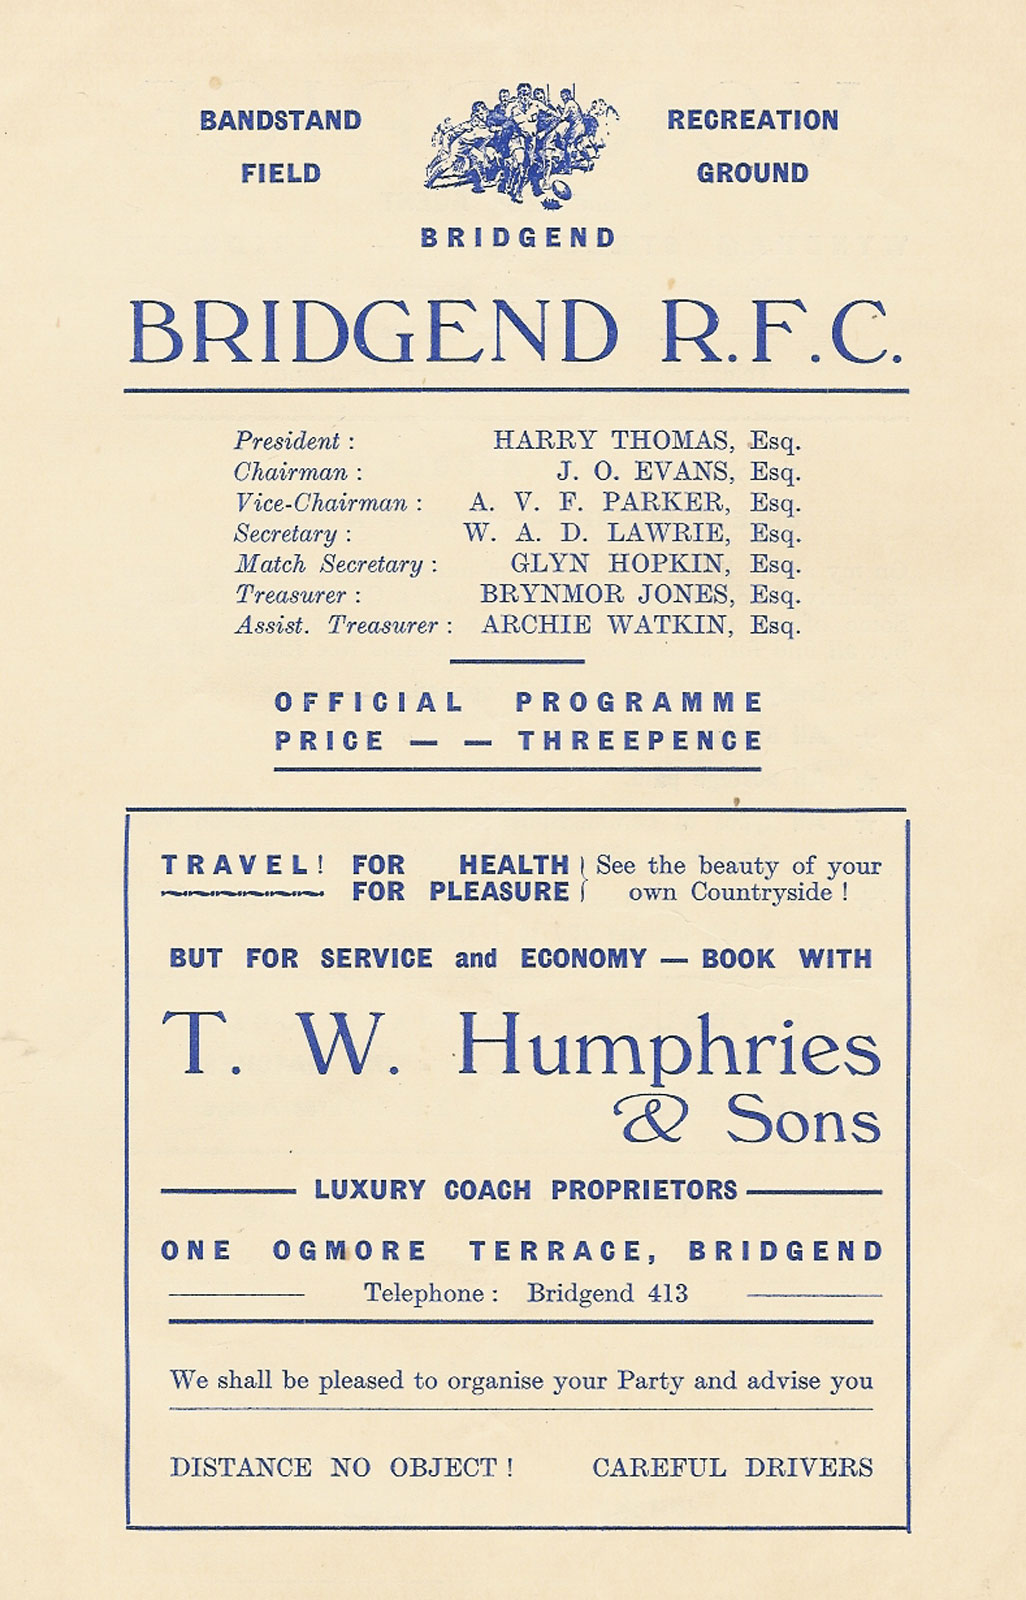 BANDSTAND
FIELD
RECREATION
GROUND
BRIDGEND
BRIDGEND R.F.C.
President : HARRY THOMAS, Esq.
Chairman : J. O. EVANS, Esq.
Vice-Chairman : A. V. F. PARKER, Esq.
Secretary : W. A. D. LAWRIE, Esq.
Match Secretary : GLYN HOPKIN, Esq.
Treasurer : BRYNMOR JONES, Esq.
Assist. Treasurer : ARCHIE WATKIN, Esq.
OFFICIAL PROGRAMME
PRICE — — THREEPENCE
TRAVEL! FOR HEALTH
FOR PLEASURE
See the beauty of your
own Countryside !
BUT FOR SERVICE and ECONOMY — BOOK WITH
T. W. Humphries
& Sons
LUXURY COACH PROPRIETORS
ONE OGMORE TERRACE, BRIDGEND
Telephone : Bridgend 413
We shall be pleased to organise your Party and advise you
DISTANCE NO OBJECT ! CAREFUL DRIVERS